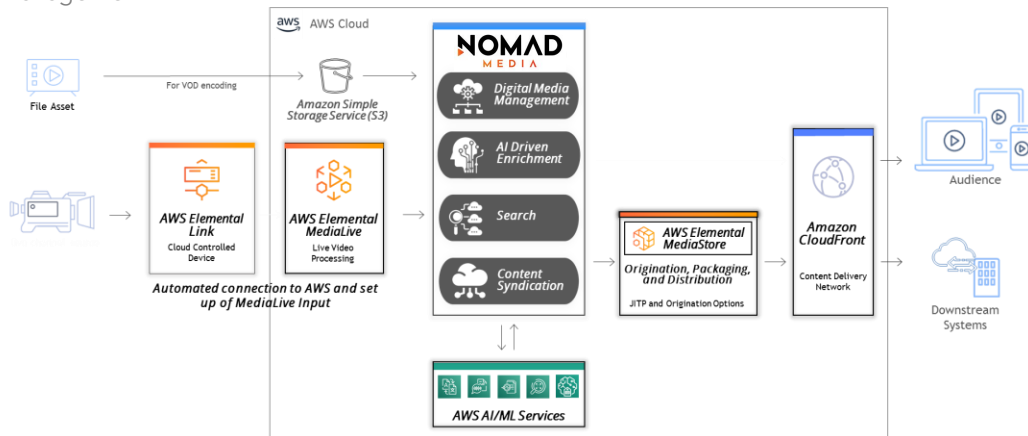 aws AWS Cloud
NOMAD
MEDIA
For VOD encoding
File Asset
Amazon Simple
Storage Service (S3)
Digital Media
Management
AI Driven
Enrichment
Search
Content
Syndication
AWS Elemental
Link
Cloud Controlled
Device
AWS Elemental
MediaLive
Live Video
Processing
Automated connection to AWS and set
up of MediaLive Input
AWS Elemental
MediaStore
Origination, Packaging,
and Distribution
JITP and Origination Options
Amazon
CloudFront
Content Delivery
Network
Audience
Downstream
Systems
AWS AI/ML Services